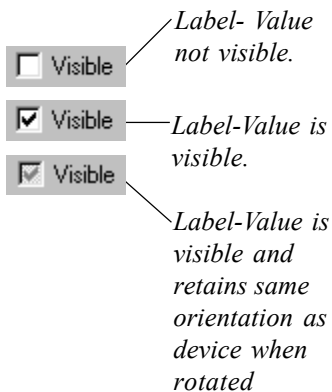 Label- Value
not visible.
Visible
Visible
Label-Value is
visible.
Visible
Label-Value is
visible and
retains same
orientation as
device when
rotated